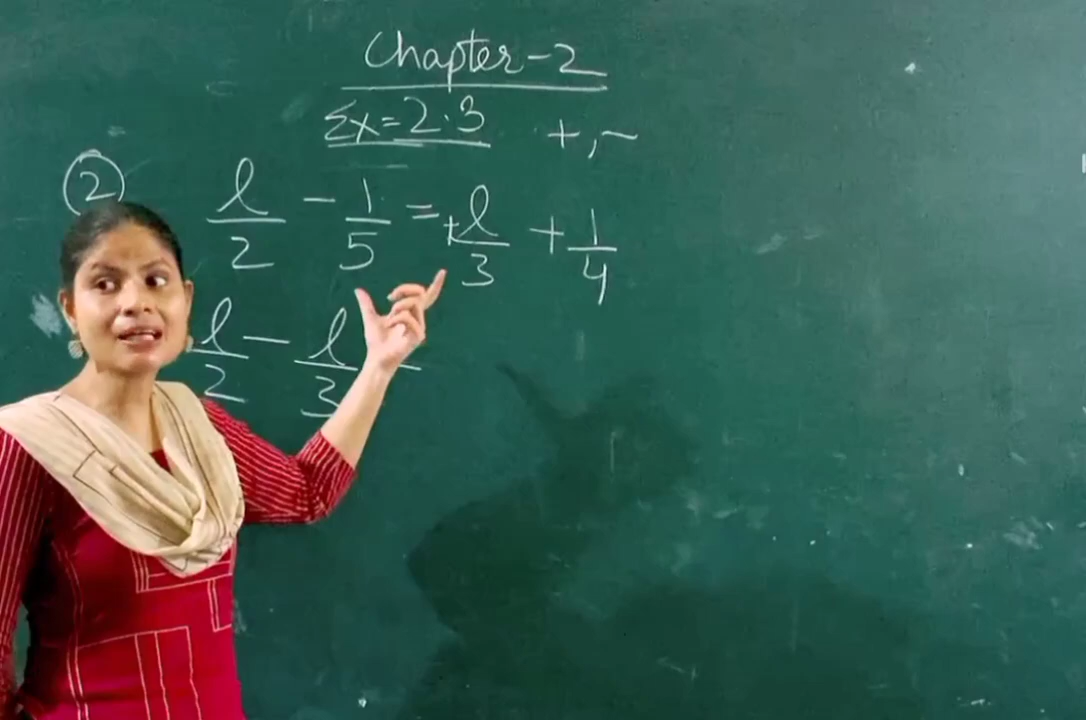 Chapter-2
Ex=2.3 +,-
② l/2 - 1/5 = +l/3 + 1/4
l/2 - l/3 =